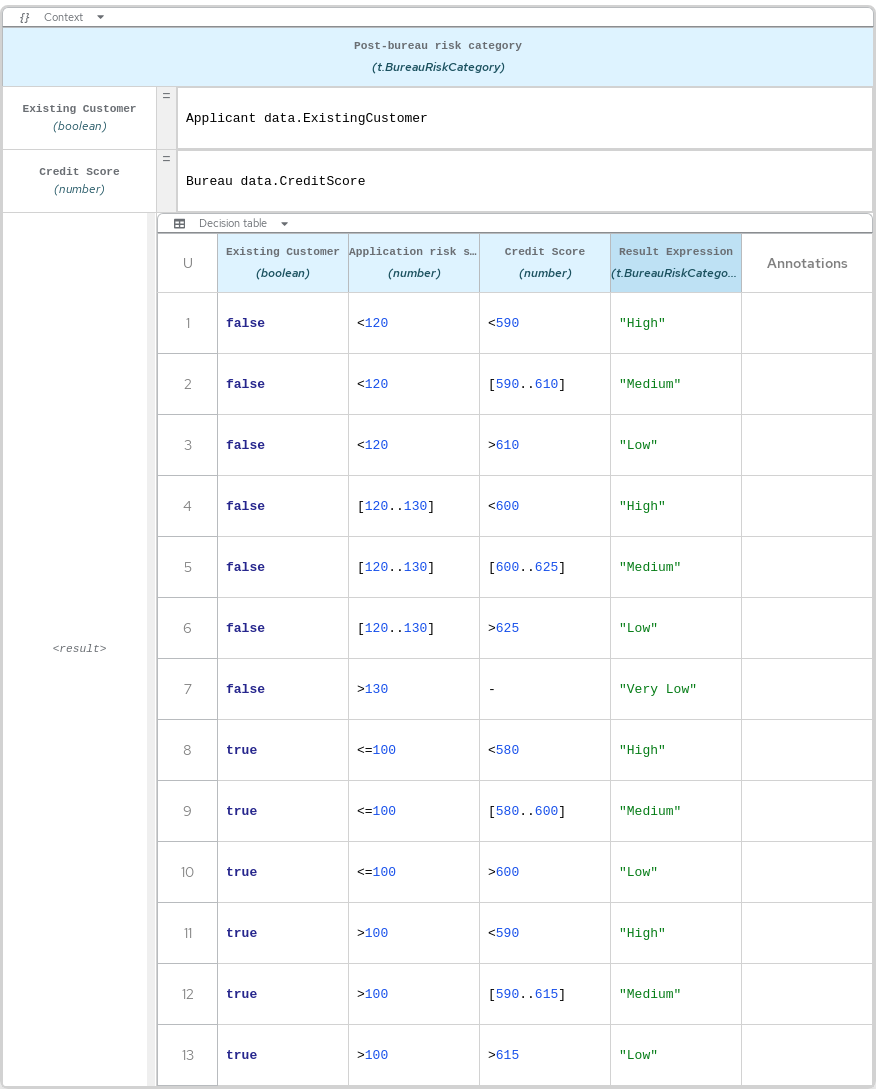 {} Context
Post-bureau risk category
(t.BureauRiskCategory)
Existing Customer
(boolean)
=
Applicant data.ExistingCustomer
Credit Score
(number)
=
Bureau data.CreditScore
<result>
Decision table
U Existing Customer (boolean) Application risk s… (number) Credit Score (number) Result Expression (t.BureauRiskCatego… Annotations
1 false <120 <590 "High"
2 false <120 [590..610] "Medium"
3 false <120 >610 "Low"
4 false [120..130] <600 "High"
5 false [120..130] [600..625] "Medium"
6 false [120..130] >625 "Low"
7 false >130 - "Very Low"
8 true <=100 <580 "High"
9 true <=100 [580..600] "Medium"
10 true <=100 >600 "Low"
11 true >100 <590 "High"
12 true >100 [590..615] "Medium"
13 true >100 >615 "Low"